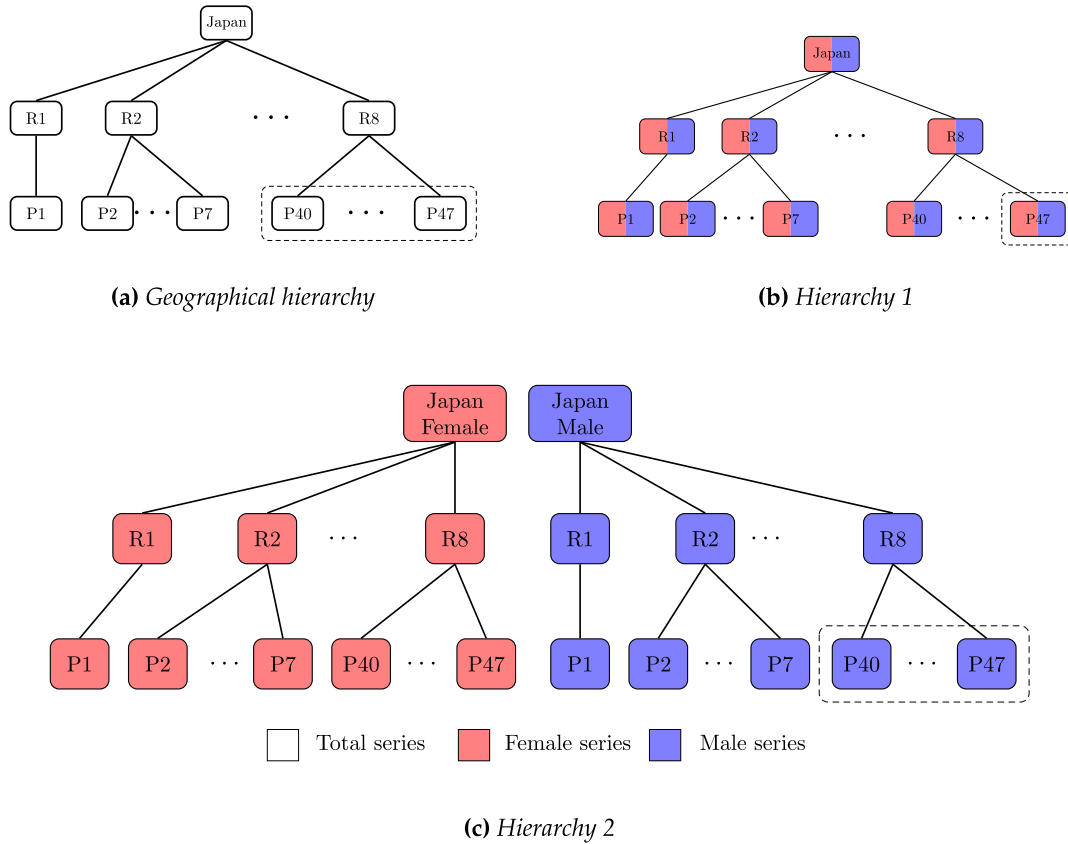 Japan
R1 R2 · · · R8
P1 P2 · · · P7 P40 · · · P47
(a) Geographical hierarchy
Japan
R1 R2 · · · R8
P1 P2 · · · P7 P40 · · · P47
(b) Hierarchy 1
Japan
Female
Japan
Male
R1 R2 · · · R8 R1 R2 · · · R8
P1 P2 · · · P7 P40 · · · P47 P1 P2 · · · P7 P40 · · · P47
Total series Female series Male series
(c) Hierarchy 2